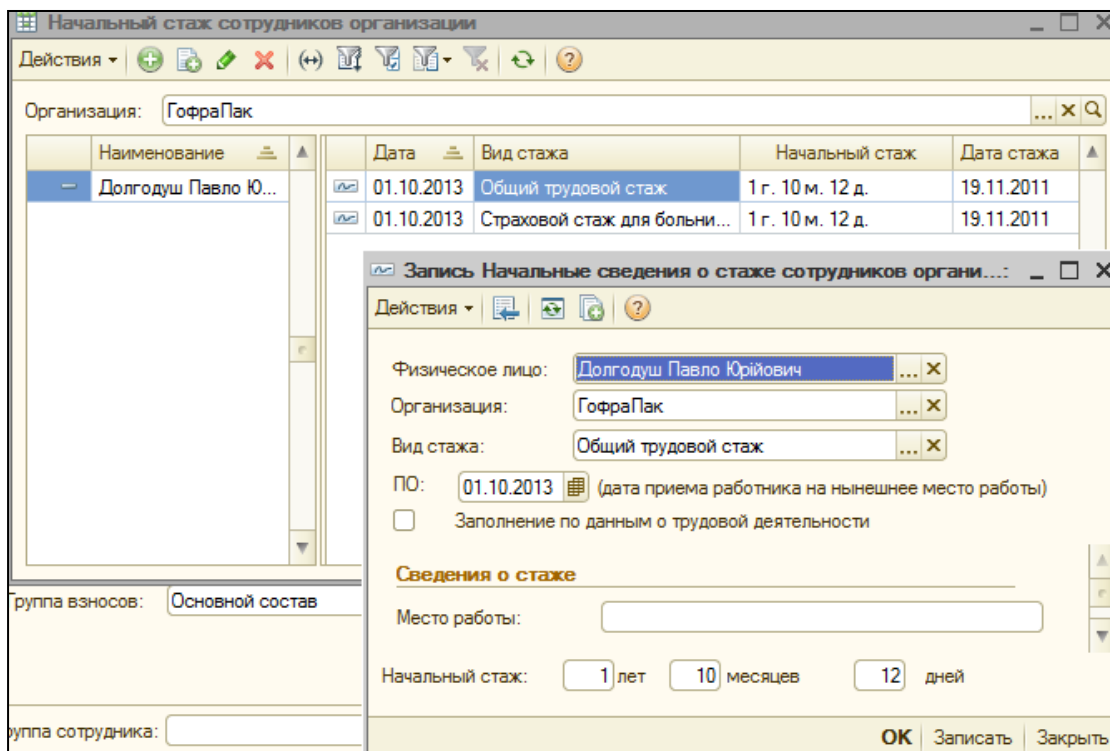 Начальный стаж сотрудников организации
Действия
Организация: ГофраПак
Наименование Дата Вид стажа Начальный стаж Дата стажа
Долгодуш Павло Ю... 01.10.2013 Общий трудовой стаж 1 г. 10 м. 12 д. 19.11.2011
01.10.2013 Страховой стаж для больни... 1 г. 10 м. 12 д. 19.11.2011
Запись Начальные сведения о стаже сотрудников органи...:
Действия
Физическое лицо: Долгодуш Павло Юрійович
Организация: ГофраПак
Вид стажа: Общий трудовой стаж
ПО: 01.10.2013 (дата приема работника на нынешнее место работы)
Заполнение по данным о трудовой деятельности
Сведения о стаже
руппа взносов: Основной состав
Место работы:
Начальный стаж: 1 лет 10 месяцев 12 дней
уппа сотрудника:
ОК Записать Закрыть